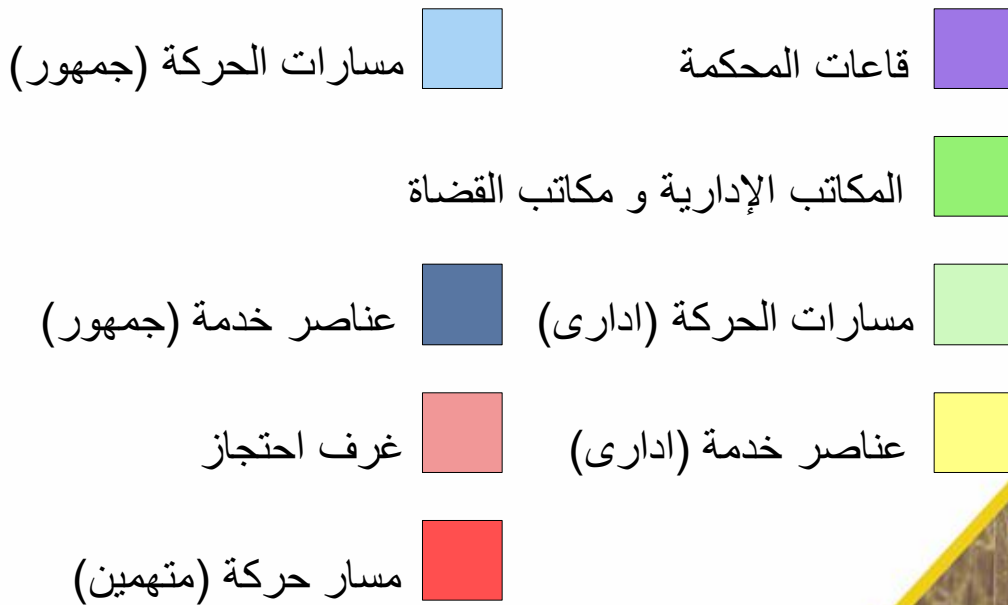 قاعات المحكمة
مسارات الحركة (جمهور)
المكاتب الإدارية و مكاتب القضاة
مسارات الحركة (ادارى)
عناصر خدمة (جمهور)
عناصر خدمة (ادارى)
غرف احتجاز
مسار حركة (متهمين)